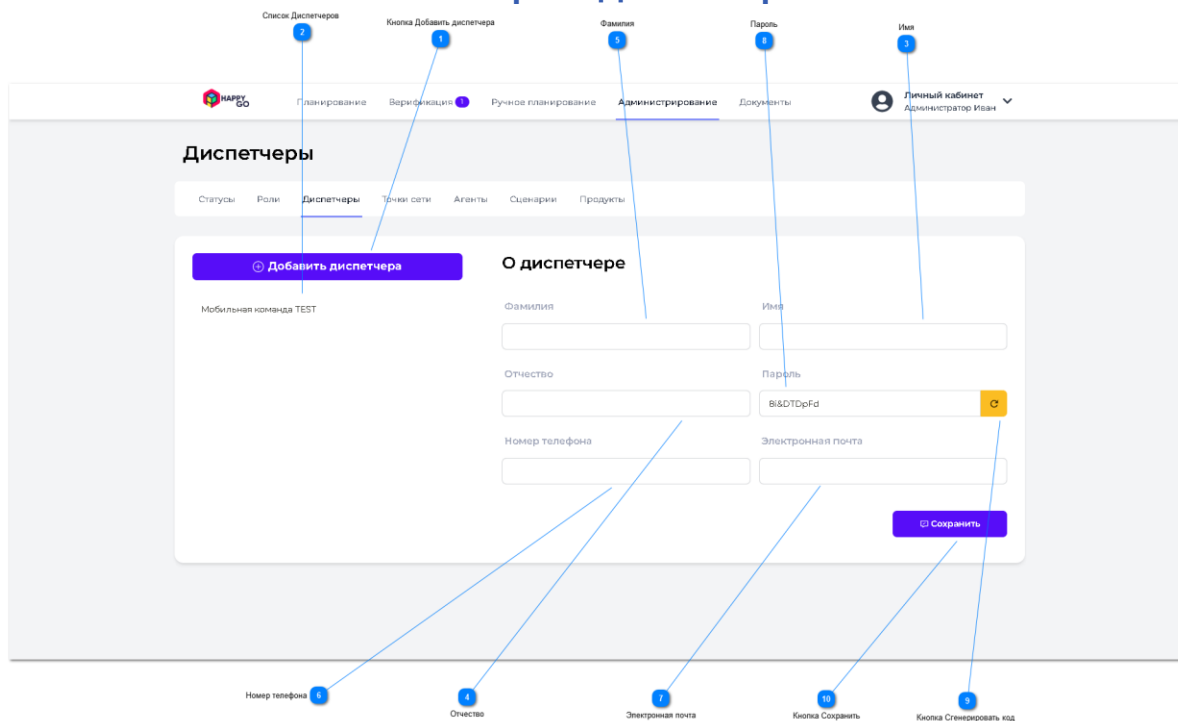 Список Диспетчеров
2
Кнопка Добавить диспетчера
1
Фамилия
5
Пароль
8
Имя
3
HAPPY GO
Планирование Верификация 1 Ручное планирование Администрирование Документы
Личный кабинет
Администратор Иван
Диспетчеры
Статусы Роли Диспетчеры Точки сети Агенты Сценарии Продукты
Добавить диспетчера
Мобильная команда TEST
О диспетчере
Фамилия Имя
Отчество Пароль
Bi&DTDpFd
Номер телефона Электронная почта
Сохранить
Номер телефона 6
4
Отчество
7
Электронная почта
10
Кнопка Сохранить
9
Кнопка Сгенерировать код